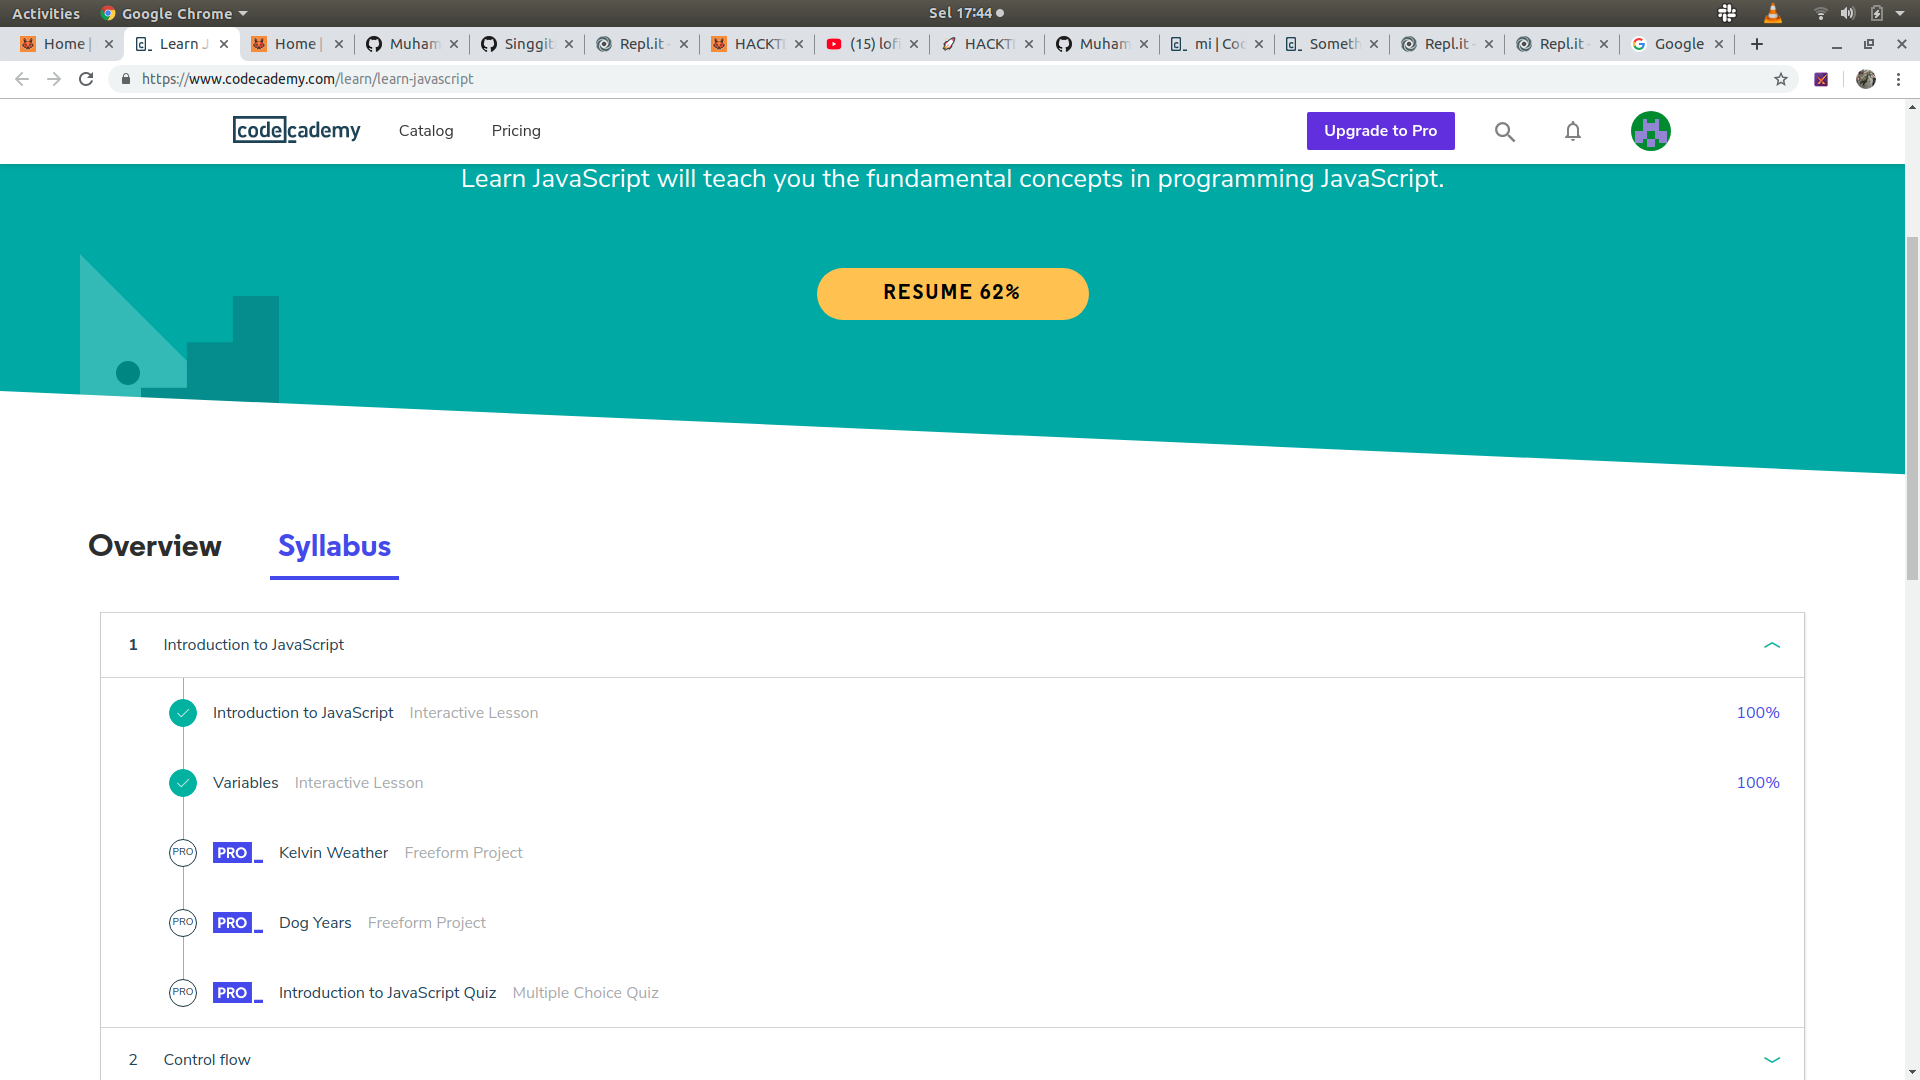 Activities Google Chrome Sel 17:44
Home | Learn J Home | Muham Singgit Repl.it - HACKTI (15) lofi HACKTI Muham mi | Coc Someth Repl.it - Repl.it - Google
https://www.codecademy.com/learn/learn-javascript
codecademy Catalog Pricing Upgrade to Pro
Learn JavaScript will teach you the fundamental concepts in programming JavaScript.
RESUME 62%
Overview Syllabus
1 Introduction to JavaScript
Introduction to JavaScript Interactive Lesson 100%
Variables Interactive Lesson 100%
PRO PRO Kelvin Weather Freeform Project
PRO PRO Dog Years Freeform Project
PRO PRO Introduction to JavaScript Quiz Multiple Choice Quiz
2 Control flow